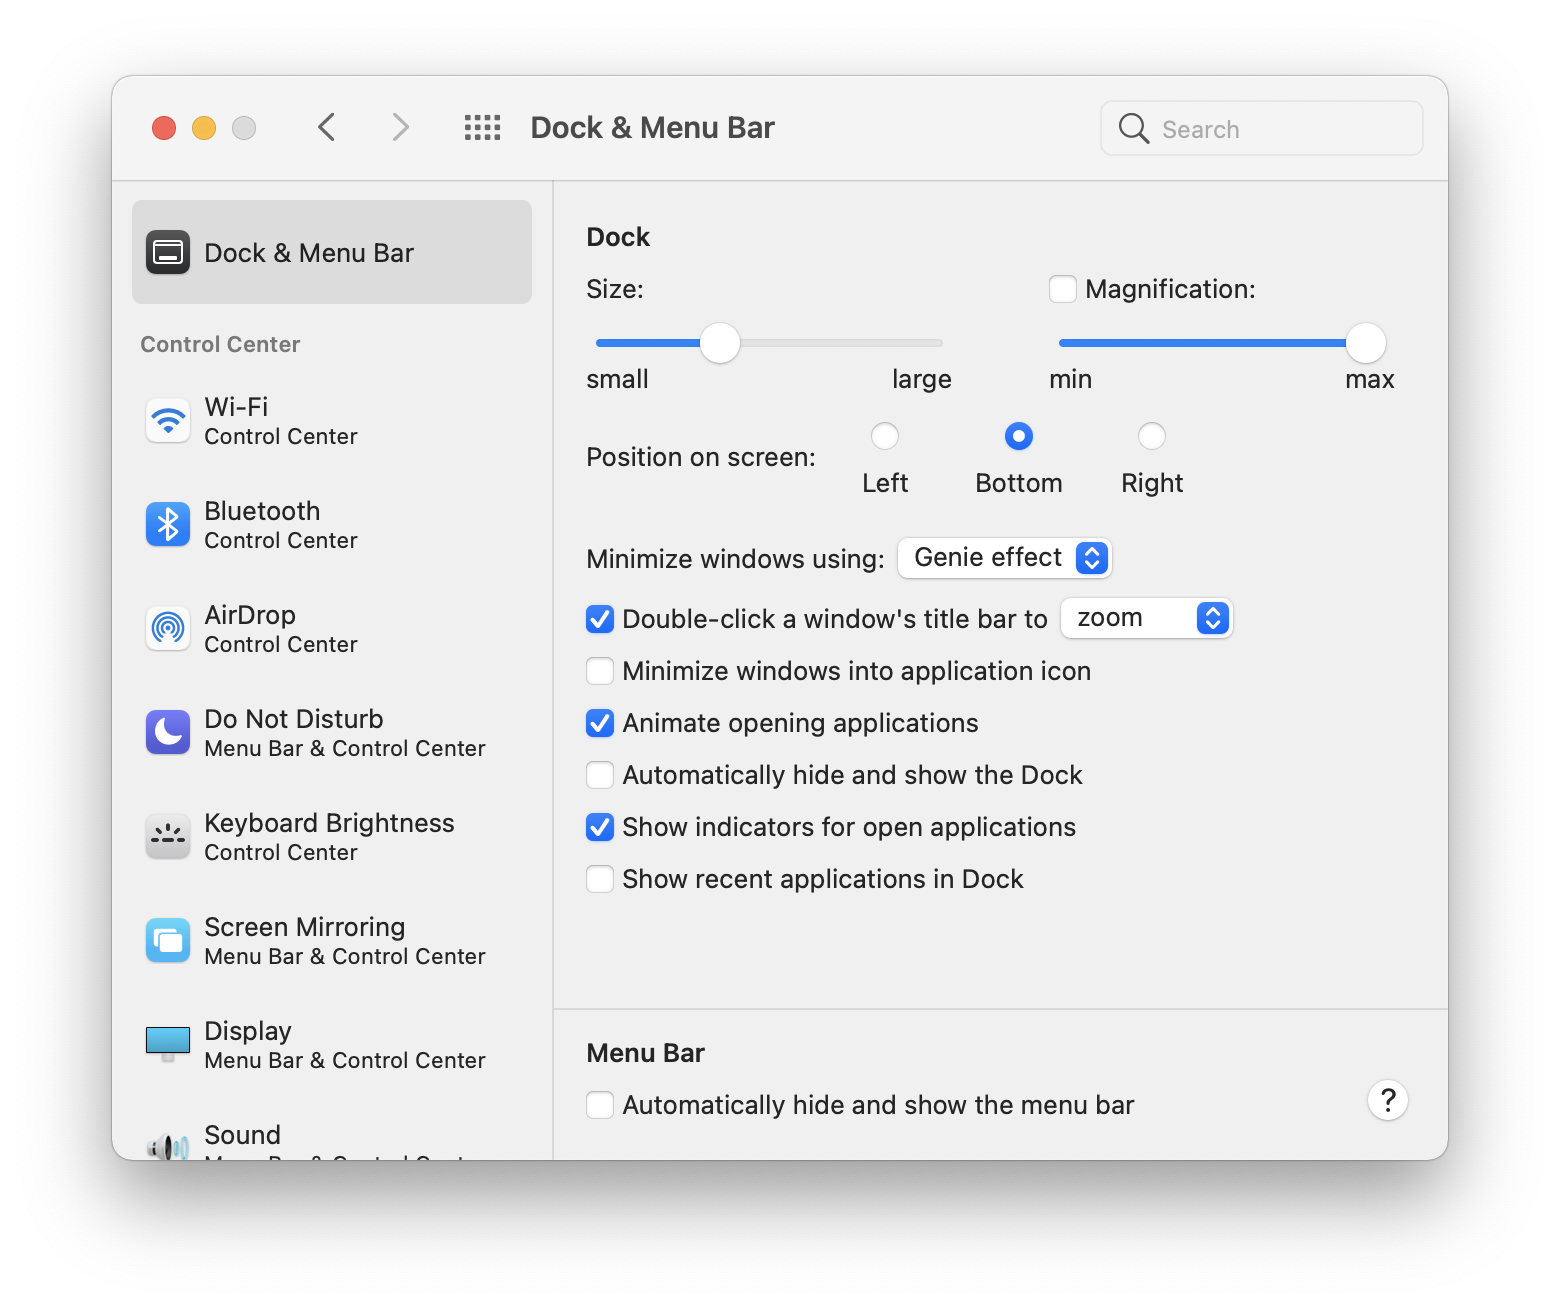 Dock & Menu Bar
Search
Dock & Menu Bar
Control Center
Wi-Fi
Control Center
Bluetooth
Control Center
AirDrop
Control Center
Do Not Disturb
Menu Bar & Control Center
Keyboard Brightness
Control Center
Screen Mirroring
Menu Bar & Control Center
Display
Menu Bar & Control Center
Sound
Menu Bar & Control Center
Dock
Size:
Magnification:
small large
min max
Position on screen:
Left Bottom Right
Minimize windows using: Genie effect
Double-click a window's title bar to zoom
Minimize windows into application icon
Animate opening applications
Automatically hide and show the Dock
Show indicators for open applications
Show recent applications in Dock
Menu Bar
Automatically hide and show the menu bar
?